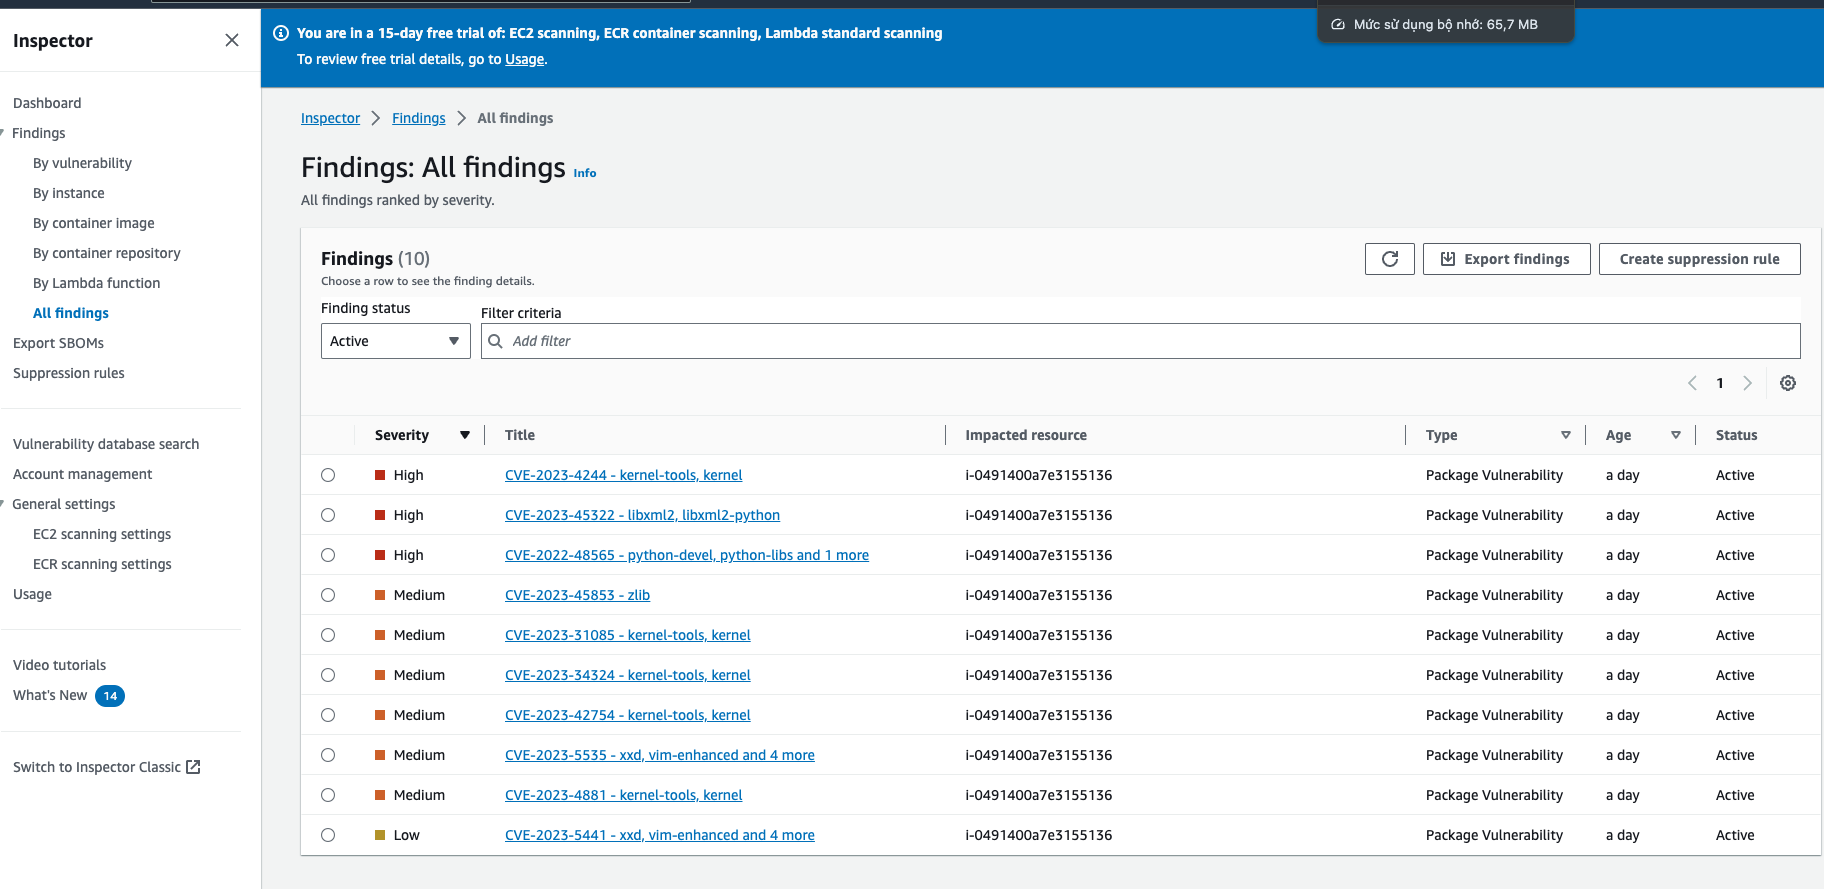 Mức sử dụng bộ nhớ: 65,7 MB
Inspector
You are in a 15-day free trial of: EC2 scanning, ECR container scanning, Lambda standard scanning
To review free trial details, go to Usage.
Dashboard
Findings
By vulnerability
By instance
By container image
By container repository
By Lambda function
All findings
Export SBOMs
Suppression rules
Vulnerability database search
Account management
General settings
EC2 scanning settings
ECR scanning settings
Usage
Video tutorials
What's New 14
Switch to Inspector Classic
Inspector > Findings > All findings
Findings: All findings Info
All findings ranked by severity.
Findings (10)
Choose a row to see the finding details.
Export findings
Create suppression rule
Finding status
Filter criteria
Active
Add filter
1
Severity Title Impacted resource Type Age Status
High CVE-2023-4244 - kernel-tools, kernel i-0491400a7e3155136 Package Vulnerability a day Active
High CVE-2023-45322 - libxml2, libxml2-python i-0491400a7e3155136 Package Vulnerability a day Active
High CVE-2022-48565 - python-devel, python-libs and 1 more i-0491400a7e3155136 Package Vulnerability a day Active
Medium CVE-2023-45853 - zlib i-0491400a7e3155136 Package Vulnerability a day Active
Medium CVE-2023-31085 - kernel-tools, kernel i-0491400a7e3155136 Package Vulnerability a day Active
Medium CVE-2023-34324 - kernel-tools, kernel i-0491400a7e3155136 Package Vulnerability a day Active
Medium CVE-2023-42754 - kernel-tools, kernel i-0491400a7e3155136 Package Vulnerability a day Active
Medium CVE-2023-5535 - xxd, vim-enhanced and 4 more i-0491400a7e3155136 Package Vulnerability a day Active
Medium CVE-2023-4881 - kernel-tools, kernel i-0491400a7e3155136 Package Vulnerability a day Active
Low CVE-2023-5441 - xxd, vim-enhanced and 4 more i-0491400a7e3155136 Package Vulnerability a day Active